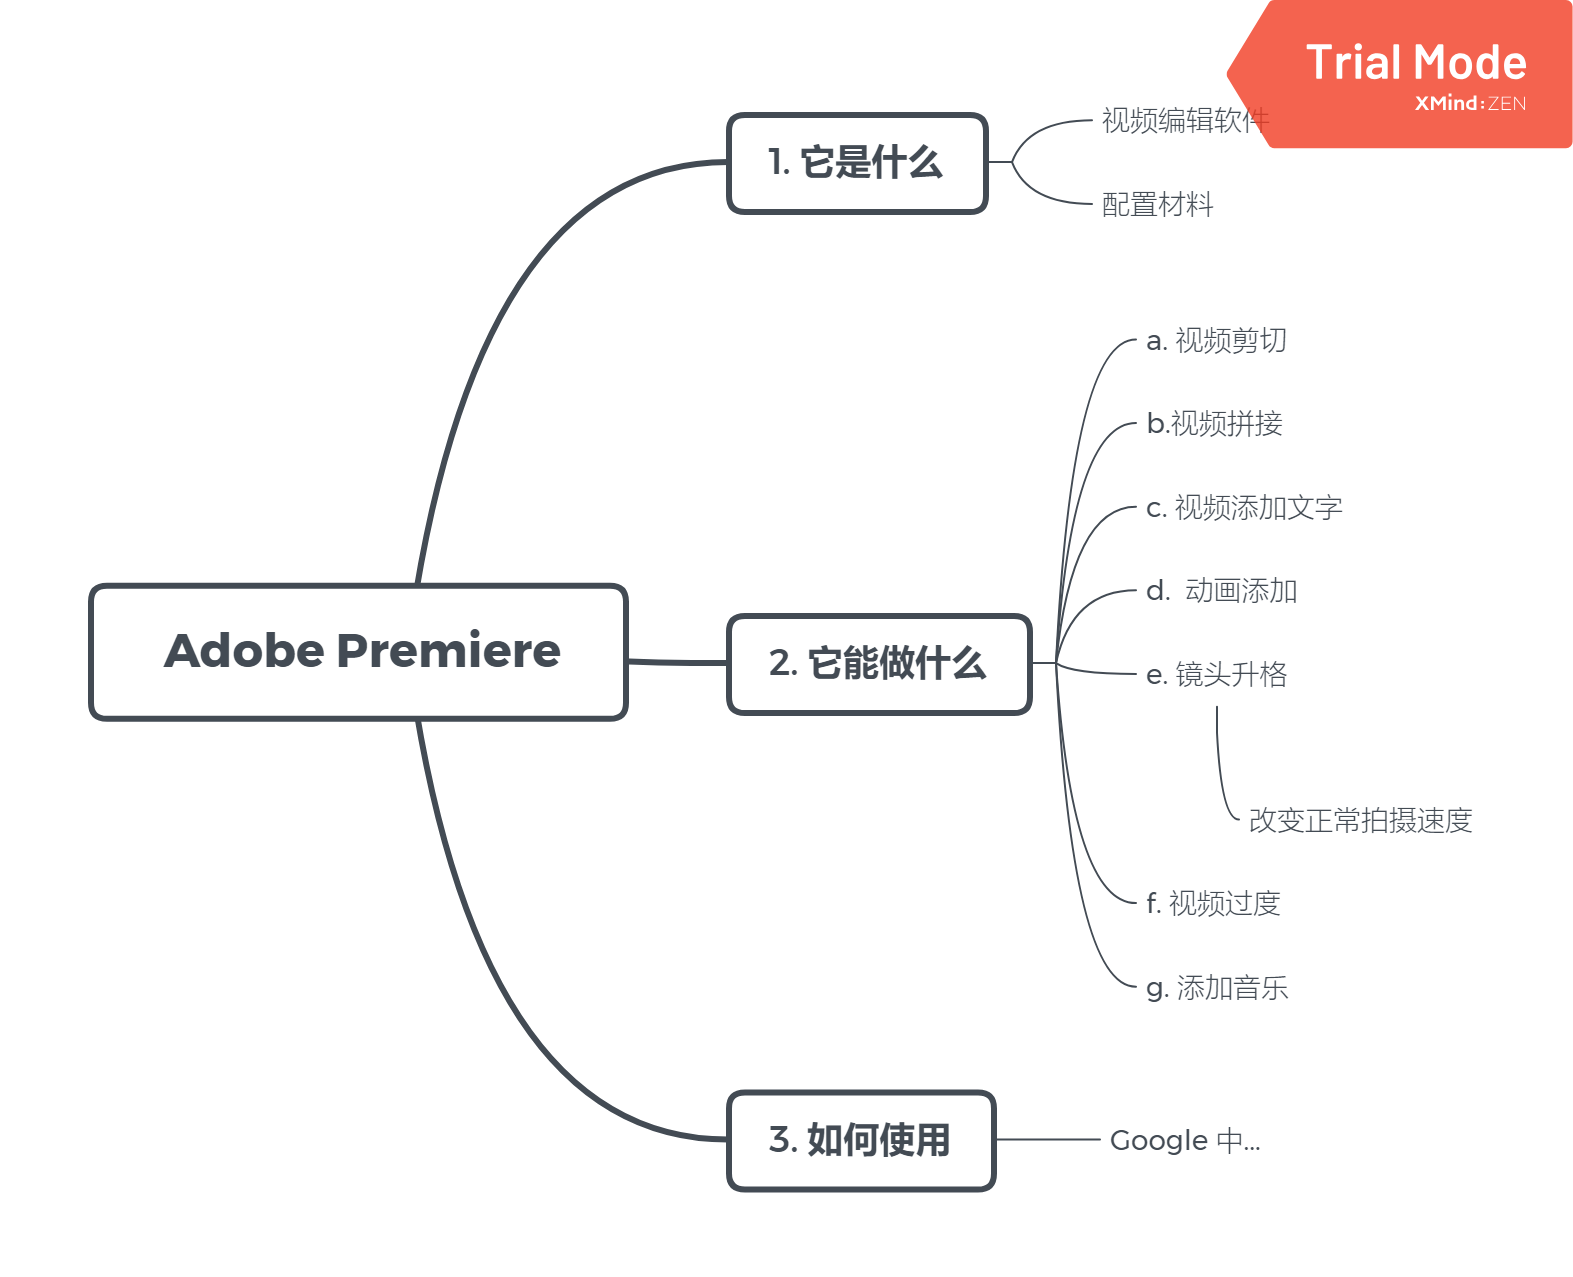 Trial Mode
XMind:ZEN
1. 它是什么
视频编辑软件
配置材料
Adobe Premiere
2. 它能做什么
a. 视频剪切
b.视频拼接
c. 视频添加文字
d. 动画添加
e. 镜头升格
改变正常拍摄速度
f. 视频过度
g. 添加音乐
3. 如何使用
Google 中...